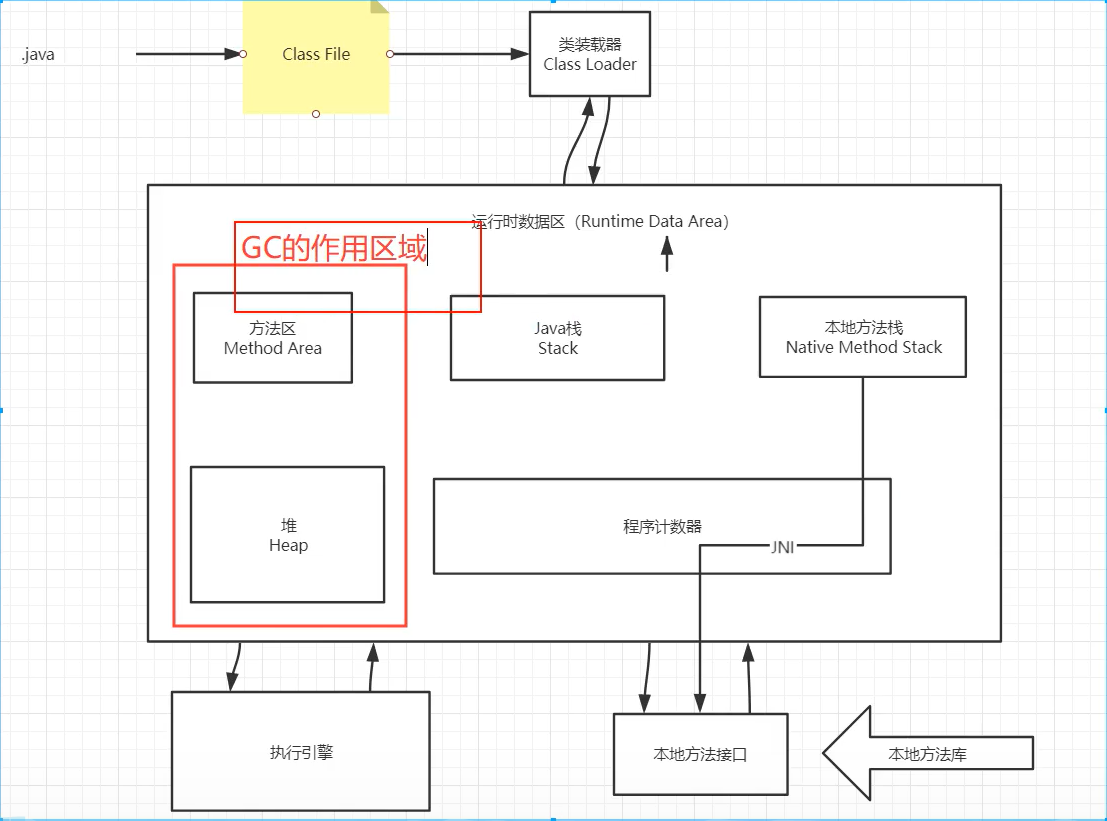 .java
Class File
类装载器
Class Loader
运行时数据区（Runtime Data Area）
GC的作用区域
方法区
Method Area
Java栈
Stack
本地方法栈
Native Method Stack
堆
Heap
程序计数器
JNI
执行引擎
本地方法接口
本地方法库